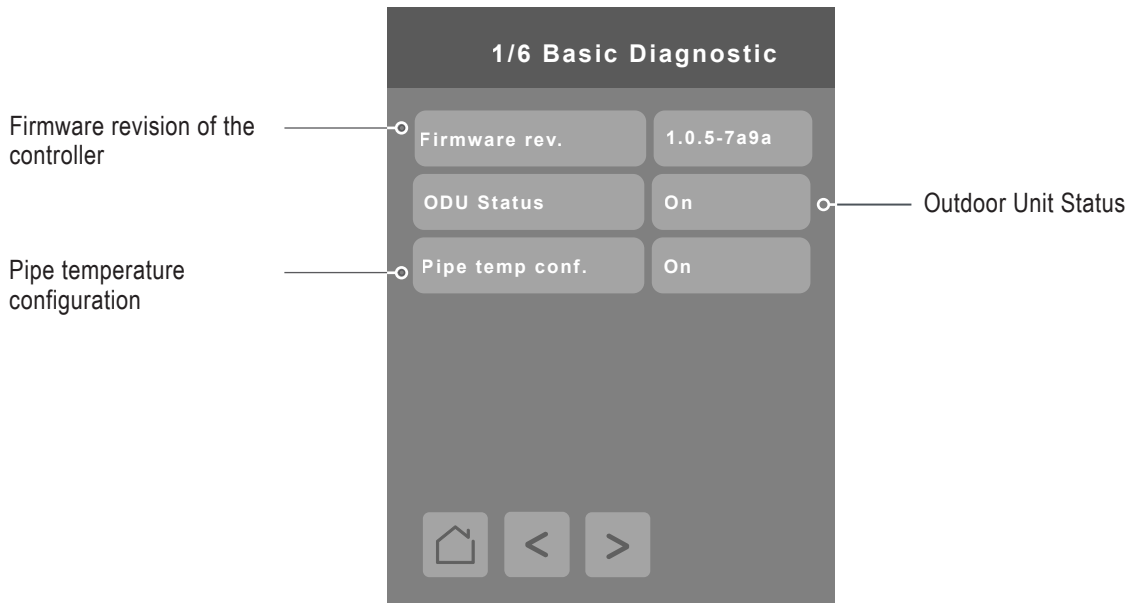 1/6 Basic Diagnostic
Firmware revision of the
controller
Firmware rev.
1.0.5-7a9a
ODU Status
On
Outdoor Unit Status
Pipe temperature
configuration
Pipe temp conf.
On
<
>